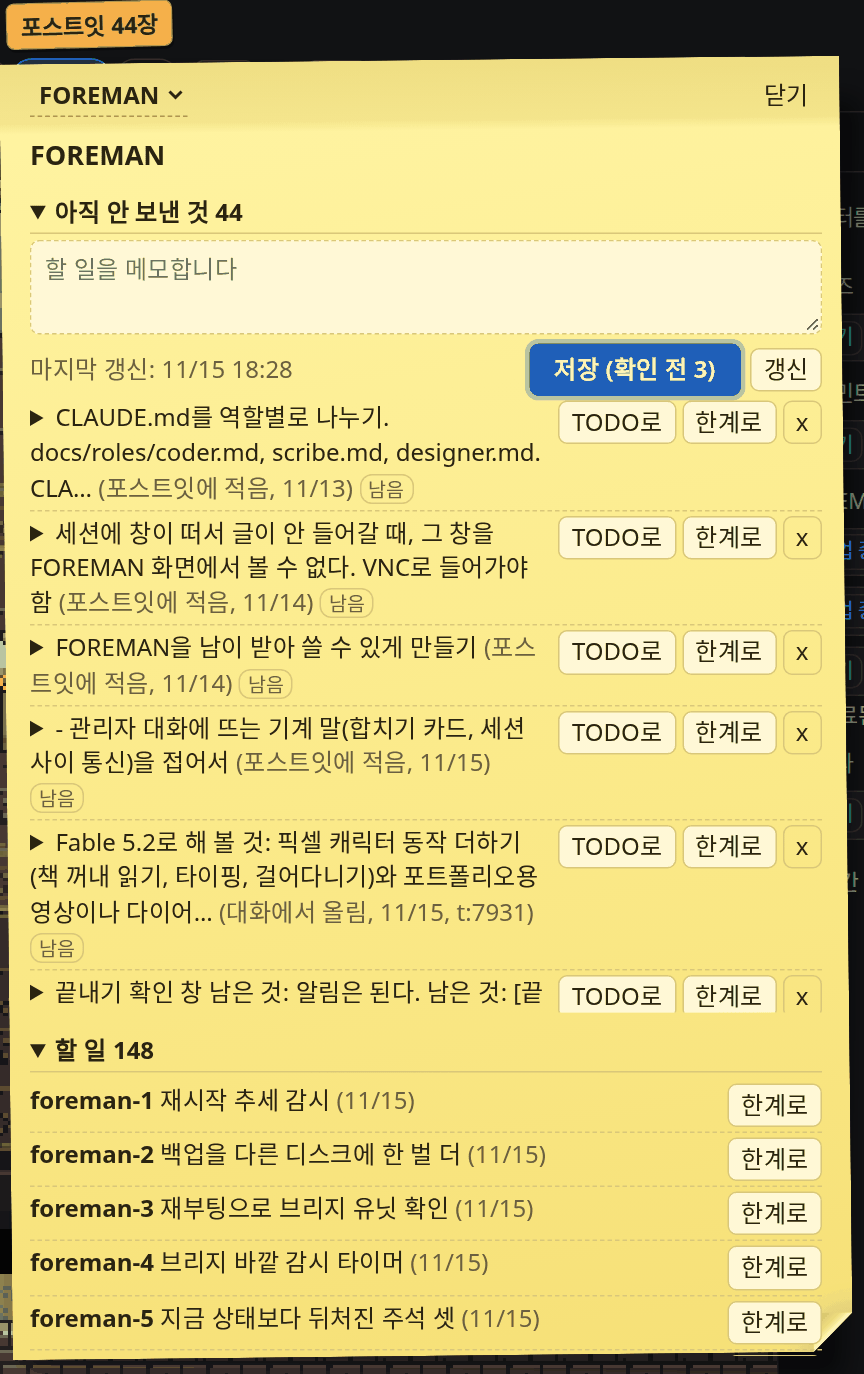 포스트잇 44장
FOREMAN
닫기
FOREMAN
▼ 아직 안 보낸 것 44
할 일을 메모합니다
마지막 갱신: 11/15 18:28
저장 (확인 전 3)
갱신
▶ CLAUDE.md를 역할별로 나누기.
docs/roles/coder.md, scribe.md, designer.md.
CLA... (포스트잇에 적음, 11/13) 남음
TODO로 한계로 x
▶ 세션에 창이 떠서 글이 안 들어갈 때, 그 창을
FOREMAN 화면에서 볼 수 없다. VNC로 들어가야
함 (포스트잇에 적음, 11/14) 남음
TODO로 한계로 x
▶ FOREMAN을 남이 받아 쓸 수 있게 만들기 (포스
트잇에 적음, 11/14) 남음
TODO로 한계로 x
▶ - 관리자 대화에 뜨는 기계 말(합치기 카드, 세션
사이 통신)을 접어서 (포스트잇에 적음, 11/15)
남음
TODO로 한계로 x
▶ Fable 5.2로 해 볼 것: 픽셀 캐릭터 동작 더하기
(책 꺼내 읽기, 타이핑, 걸어다니기)와 포트폴리오용
영상이나 다이어... (대화에서 올림, 11/15, t:7931)
남음
TODO로 한계로 x
▶ 끝내기 확인 창 남은 것: 알림은 된다. 남은 것: [끝
TODO로 한계로 x
▼ 할 일 148
foreman-1 재시작 추세 감시 (11/15)
한계로
foreman-2 백업을 다른 디스크에 한 벌 더 (11/15)
한계로
foreman-3 재부팅으로 브리지 유닛 확인 (11/15)
한계로
foreman-4 브리지 바깥 감시 타이머 (11/15)
한계로
foreman-5 지금 상태보다 뒤처진 주석 셋 (11/15)
한계로